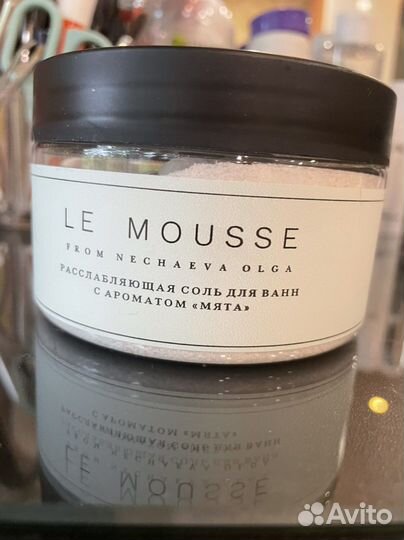 LE MOUSSE
FROM NECHAEVA OLGA
РАССЛАБЛЯЮЩАЯ СОЛЬ ДЛЯ ВАНН
С АРОМАТОМ «МЯТА»
Avito